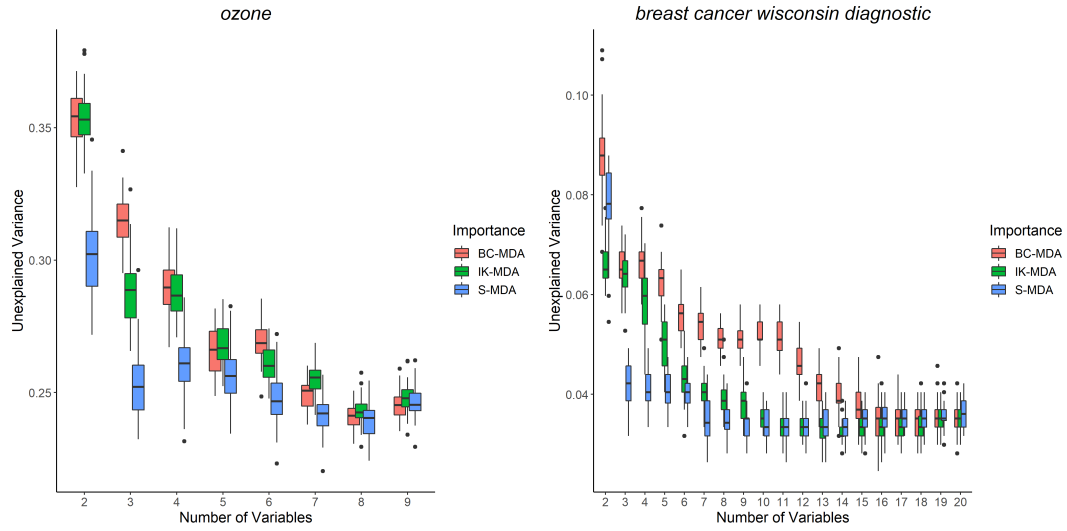 ozone
0.35
0.30
0.25
Unexplained Variance
2 3 4 5 6 7 8 9
Number of Variables
Importance
BC-MDA
IK-MDA
S-MDA
breast cancer wisconsin diagnostic
0.10
0.08
0.06
0.04
Unexplained Variance
2 3 4 5 6 7 8 9 10 11 12 13 14 15 16 17 18 19 20
Number of Variables
Importance
BC-MDA
IK-MDA
S-MDA